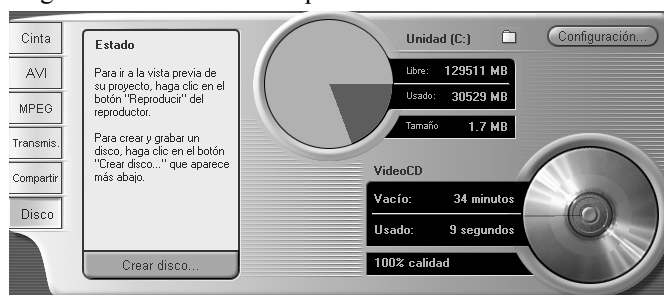 Cinta
AVI
MPEG
Transmis.
Compartir
Disco
Estado
Para ir a la vista previa de
su proyecto, haga clic en el
botón "Reproducir" del
reproductor.
Para crear y grabar un
disco, haga clic en el botón
"Crear disco..." que aparece
más abajo.
Crear disco...
Unidad (C:)
Configuración...
Libre: 129511 MB
Usado: 30529 MB
Tamaño 1.7 MB
VideoCD
Vacío: 34 minutos
Usado: 9 segundos
100% calidad